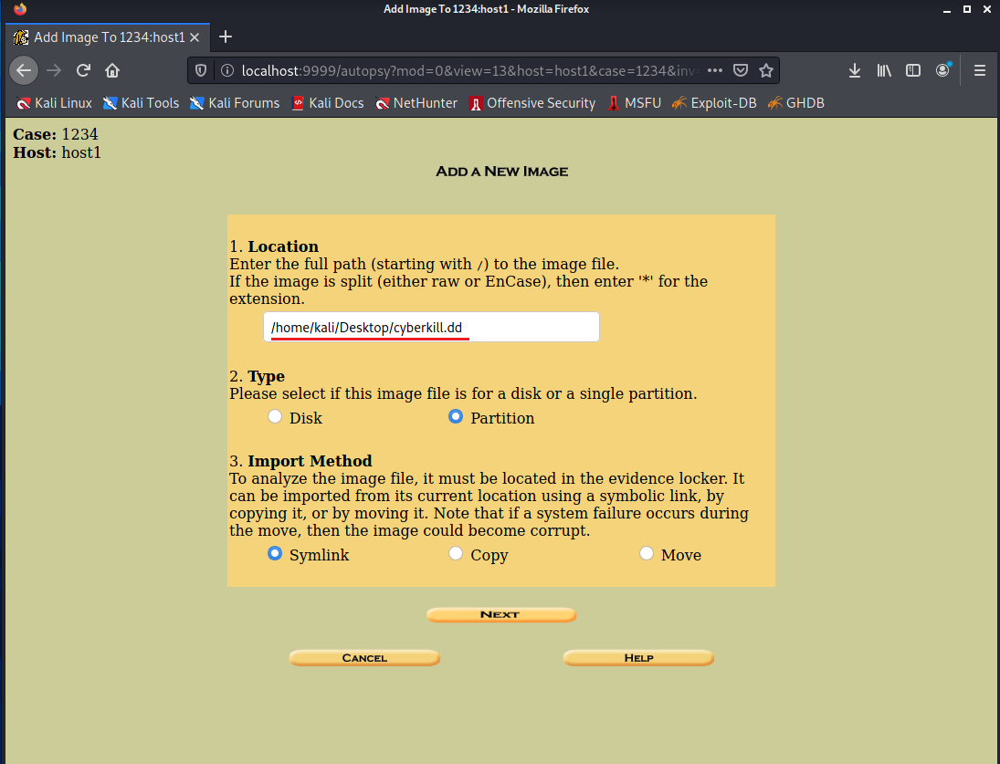 Add Image To 1234:host1 - Mozilla Firefox
Add Image To 1234:host1
localhost:9999/autopsy?mod=0&view=13&host=host1&case=1234&inv
Kali Linux Kali Tools Kali Forums Kali Docs NetHunter Offensive Security MSFU Exploit-DB GHDB
Case: 1234
Host: host1
ADD A NEW IMAGE
1. Location
Enter the full path (starting with /) to the image file.
If the image is split (either raw or EnCase), then enter '*' for the
extension.
/home/kali/Desktop/cyberkill.dd
2. Type
Please select if this image file is for a disk or a single partition.
Disk Partition
3. Import Method
To analyze the image file, it must be located in the evidence locker. It
can be imported from its current location using a symbolic link, by
copying it, or by moving it. Note that if a system failure occurs during
the move, then the image could become corrupt.
Symlink Copy Move
NEXT
CANCEL HELP